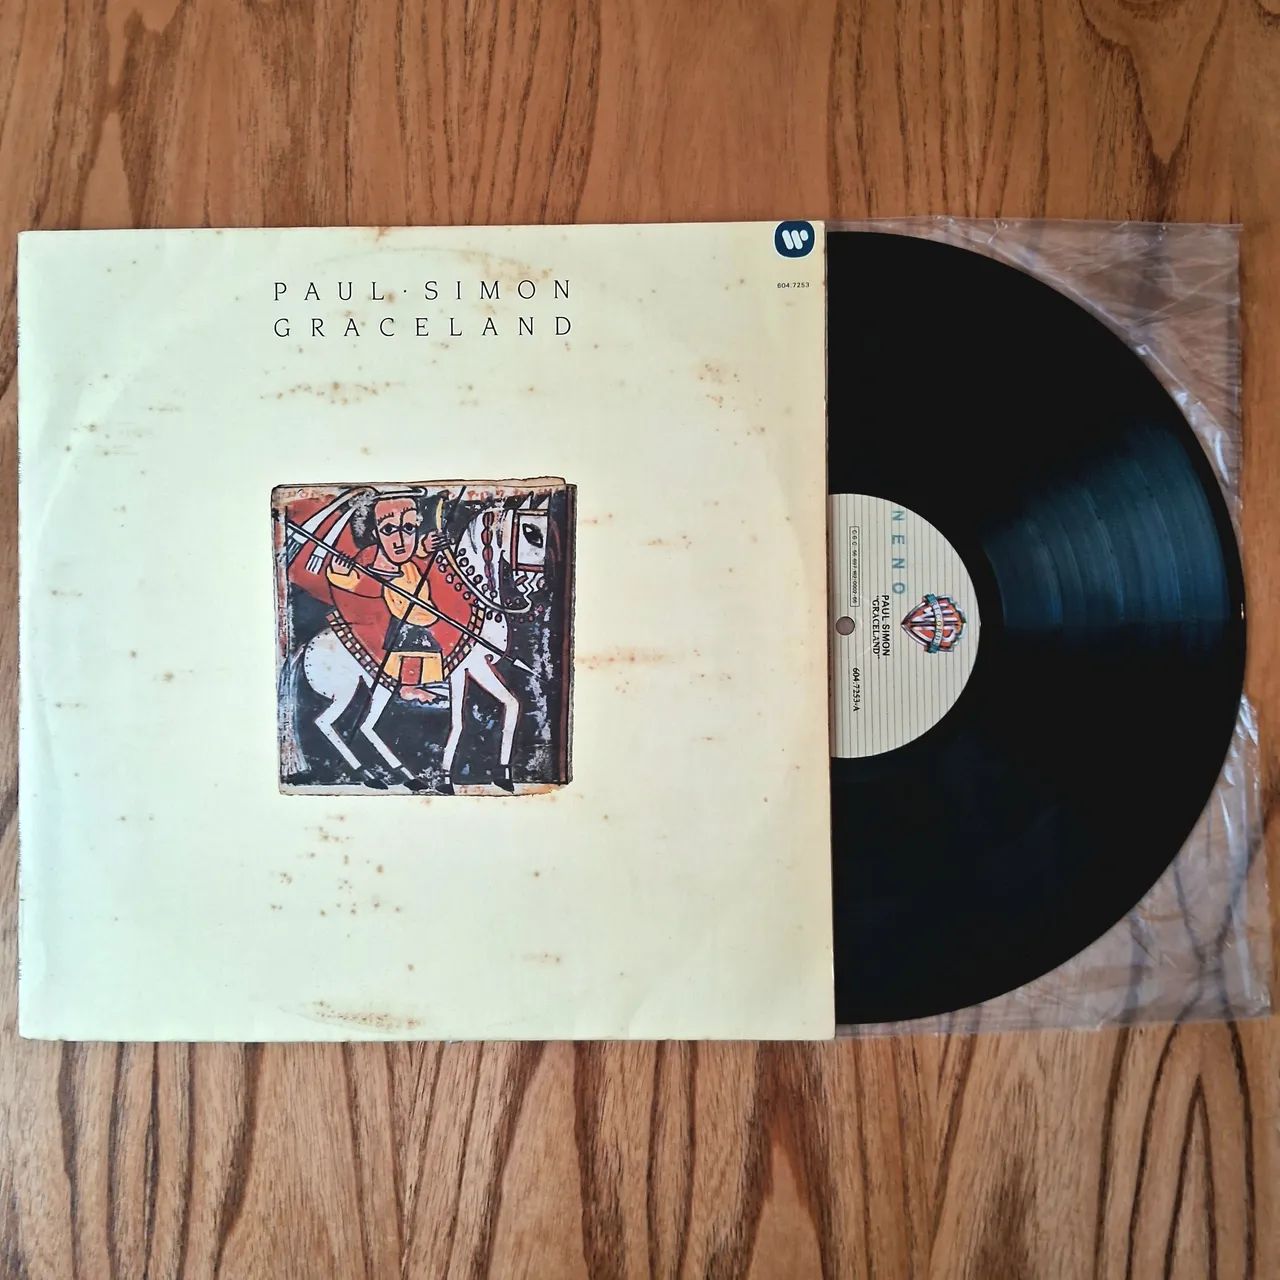 PAUL · SIMON
GRACELAND
604.7253
NENO
PAUL SIMON
"GRACELAND"
604.7253-A